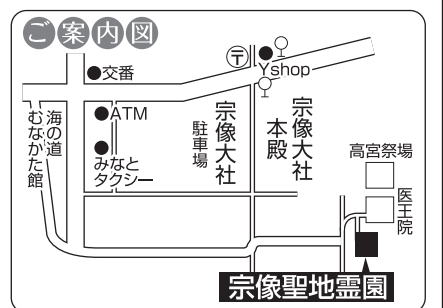 ご案内図
〒
Yshop
交番
ATM
みなと
タクシー
海の道
むなかた館
宗像大社
駐車場
宗像大社
本殿
高宮祭場
医王院
宗像聖地霊園